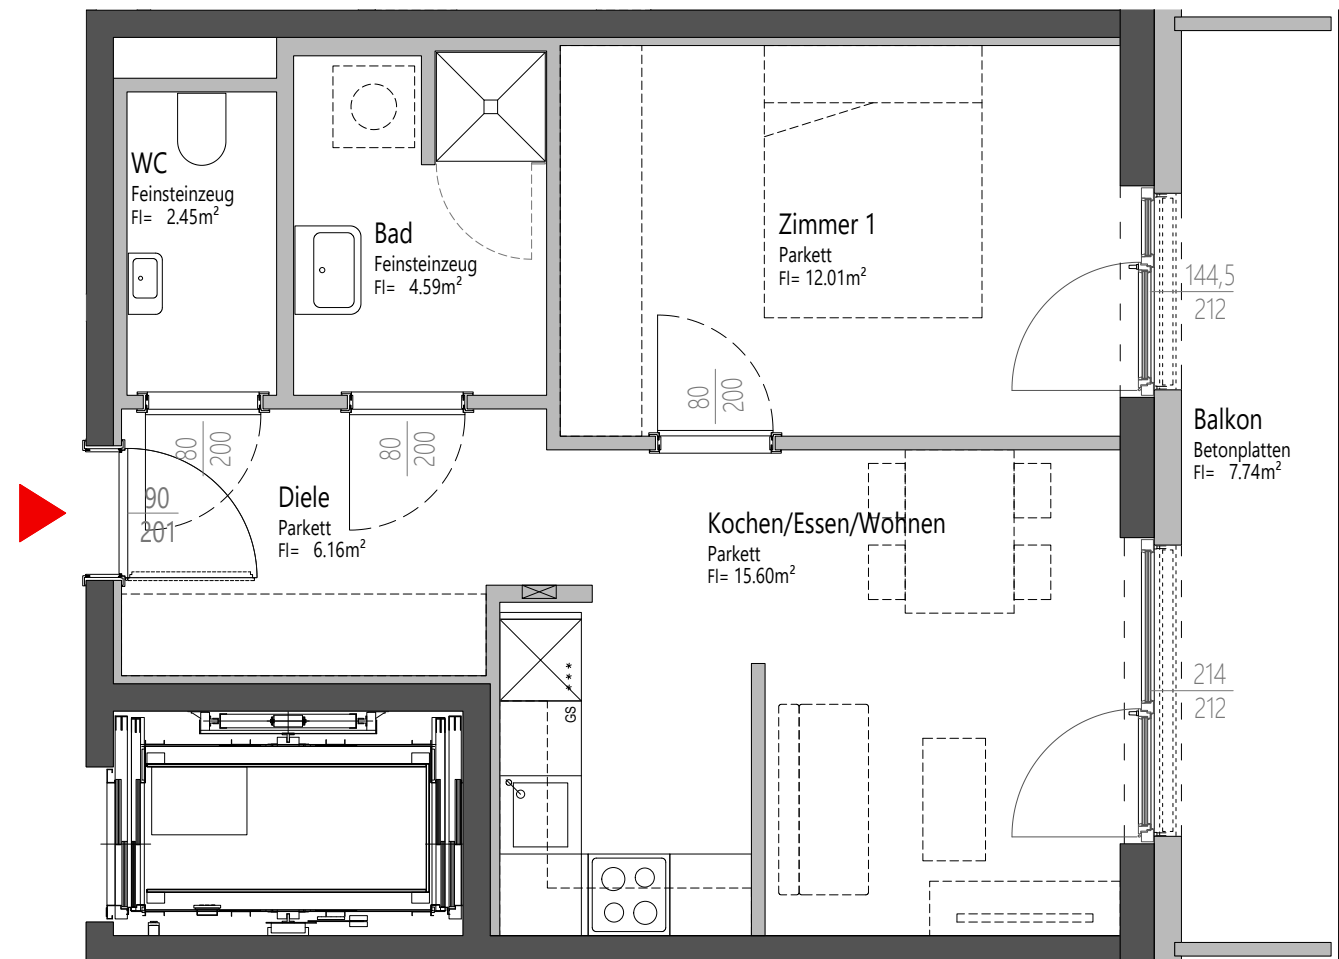 WC
Feinsteinzeug
Fl= 2.45m²
Bad
Feinsteinzeug
Fl= 4.59m²
Zimmer 1
Parkett
Fl= 12.01m²
144,5
212
80
200
Balkon
Betonplatten
Fl= 7.74m²
80
200
80
200
90
201
Diele
Parkett
Fl= 6.16m²
Kochen/Essen/Wohnen
Parkett
Fl= 15.60m²
***
GS
214
212